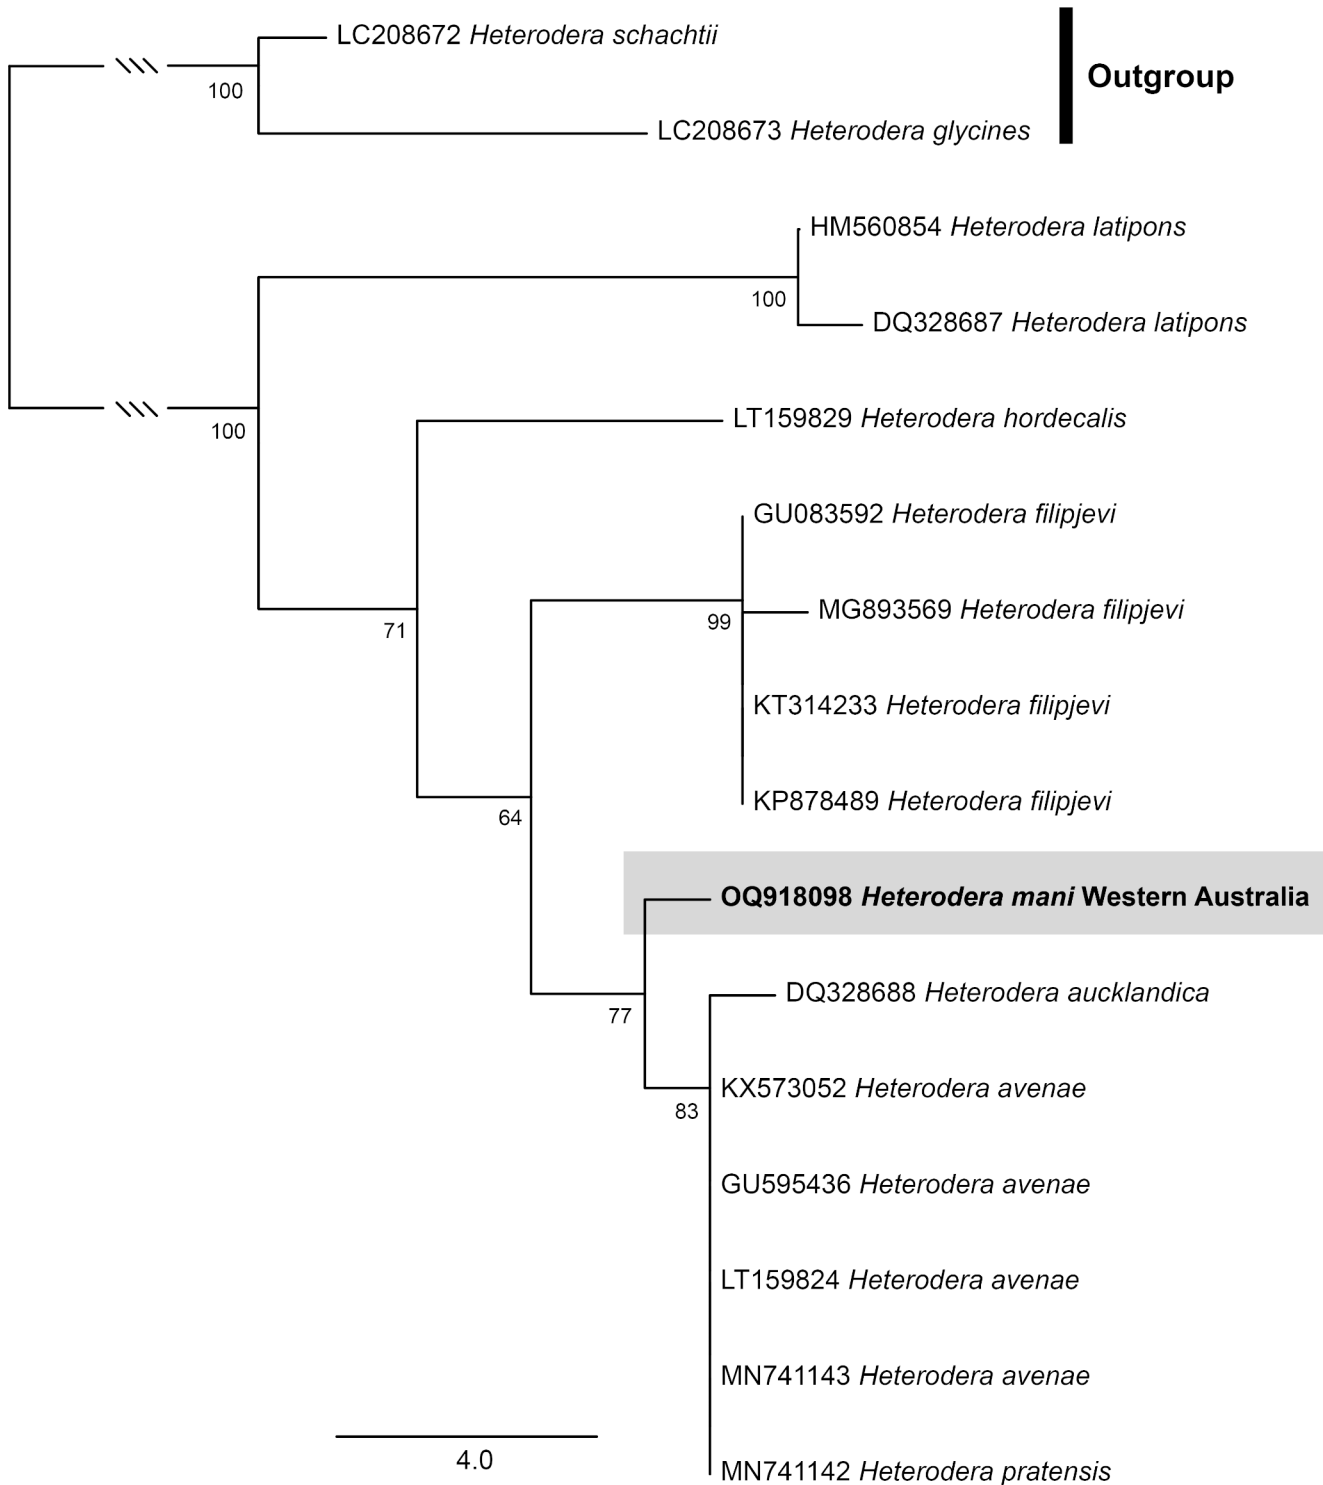 LC208672 Heterodera schachtii
100
Outgroup
LC208673 Heterodera glycines
HM560854 Heterodera latipons
100
DQ328687 Heterodera latipons
100
LT159829 Heterodera hordecalis
GU083592 Heterodera filipjevi
MG893569 Heterodera filipjevi
99
71
KT314233 Heterodera filipjevi
KP878489 Heterodera filipjevi
64
OQ918098 Heterodera mani Western Australia
DQ328688 Heterodera aucklandica
77
KX573052 Heterodera avenae
83
GU595436 Heterodera avenae
LT159824 Heterodera avenae
MN741143 Heterodera avenae
4.0
MN741142 Heterodera pratensis